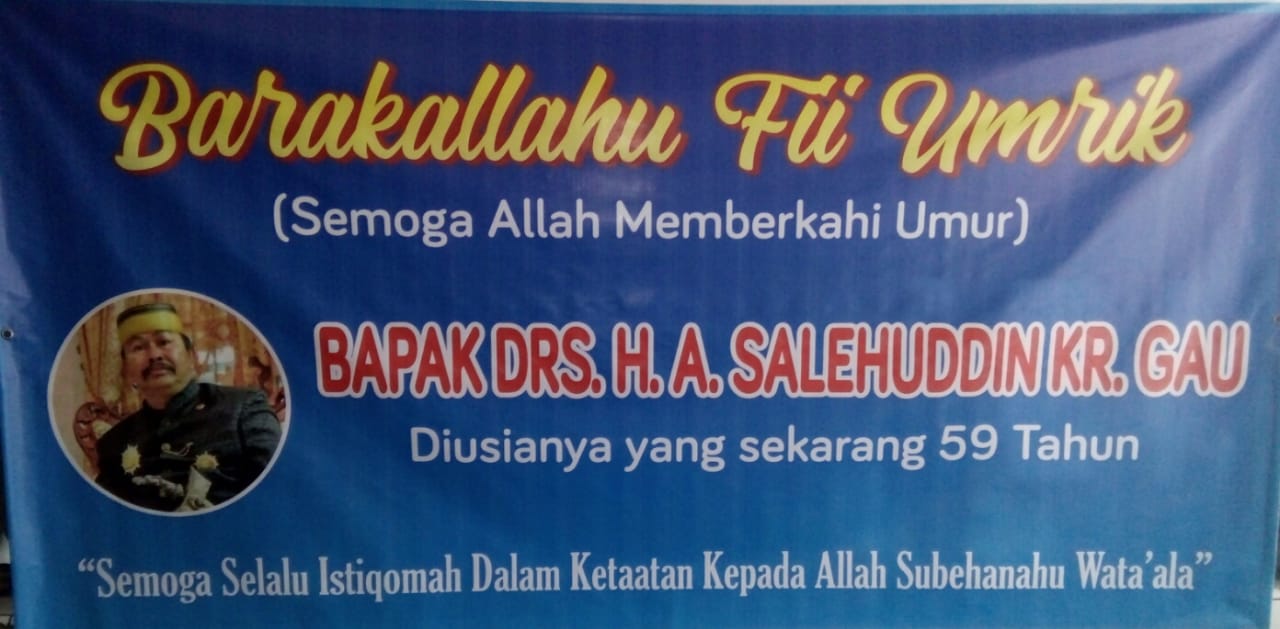 Barakallahu Fii Umrik
(Semoga Allah Memberkahi Umur)
BAPAK DRS. H. A. SALEHUDDIN KR. GAU
Diusianya yang sekarang 59 Tahun
“Semoga Selalu Istiqomah Dalam Ketaatan Kepada Allah Subehanahu Wata’ala”